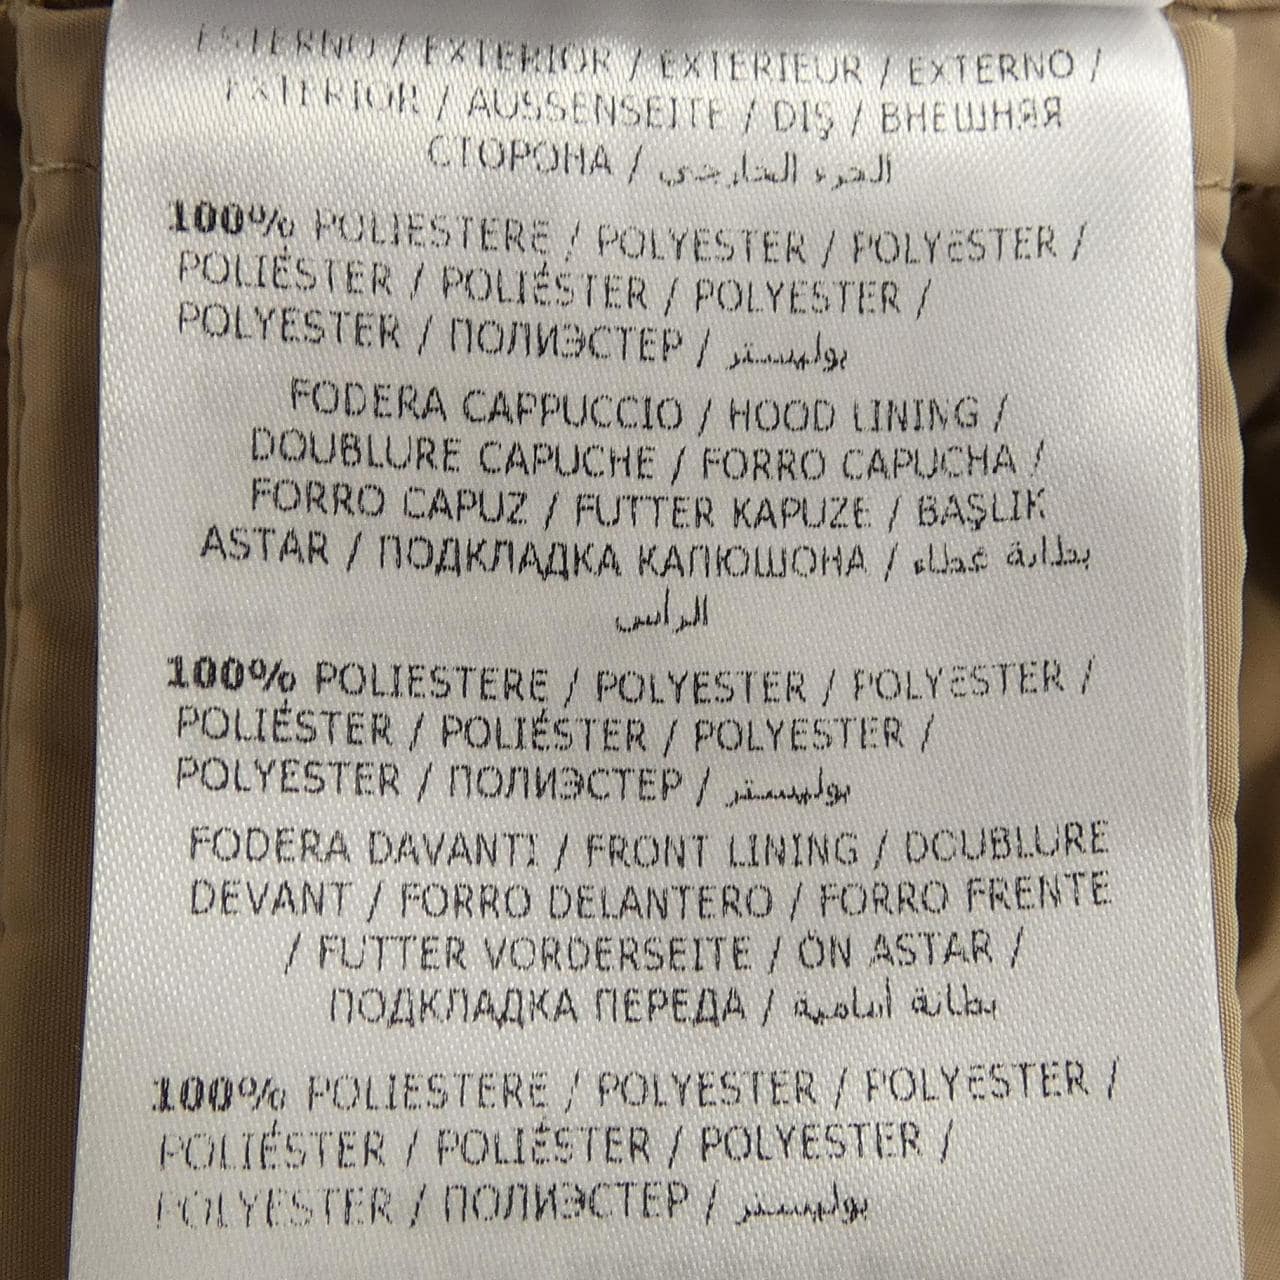 ESTERNO / EXTERIOR / EXTERIEUR / EXTERNO /
EXTERIOR / AUSSENSEITE / DIŞ / ВНЕШНЯЯ
СТОРОНА / الجزء الخارجي
100% POLIESTERE / POLYESTER / POLYESTER /
POLIÉSTER / POLIÉSTER / POLYESTER /
POLYESTER / ПОЛИЭСТЕР / بوليستر
FODERA CAPPUCCIO / HOOD LINING /
DOUBLURE CAPUCHE / FORRO CAPUCHA /
FORRO CAPUZ / FUTTER KAPUZE / BAŞLIK
ASTAR / ПОДКЛАДКА КАПЮШОНА / بطانة غطاء
الرأس
100% POLIESTERE / POLYESTER / POLYESTER /
POLIÉSTER / POLIÉSTER / POLYESTER /
POLYESTER / ПОЛИЭСТЕР / بوليستر
FODERA DAVANTI / FRONT LINING / DOUBLURE
DEVANT / FORRO DELANTERO / FORRO FRENTE
/ FUTTER VORDERSEITE / ÖN ASTAR /
ПОДКЛАДКА ПЕРЕДА / بطانة أمامية
100% POLIESTERE / POLYESTER / POLYESTER /
POLIÉSTER / POLIÉSTER / POLYESTER /
POLYESTER / ПОЛИЭСТЕР / بوليستر